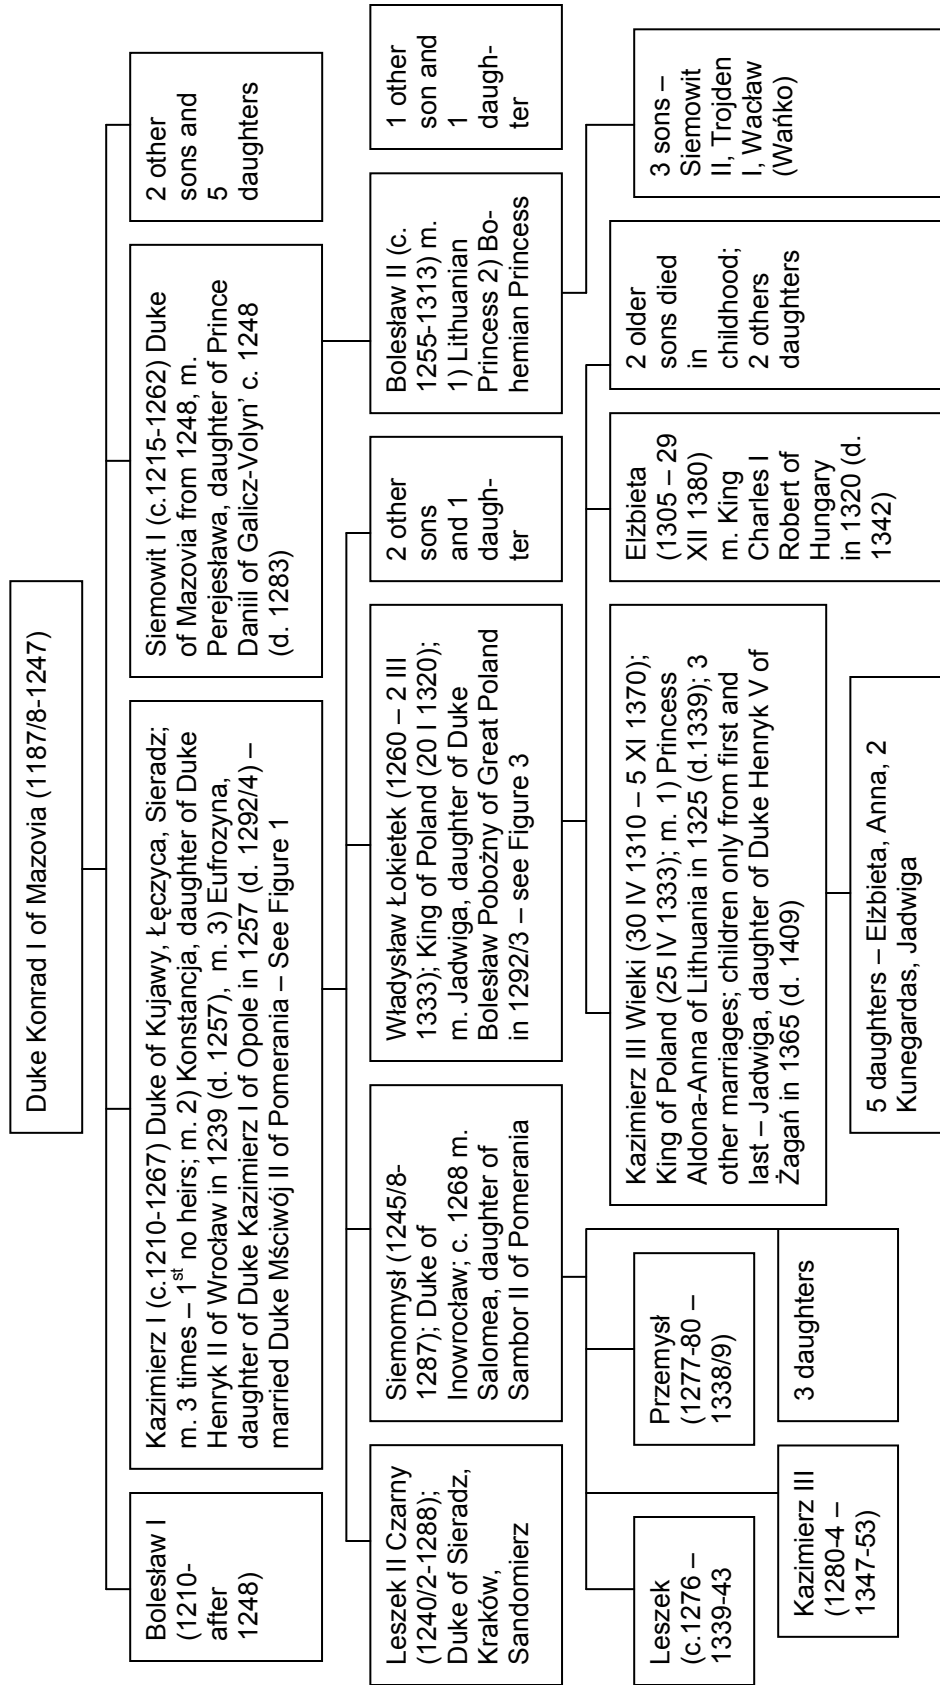 Duke Konrad I of Mazovia (1187/8-1247)
Bolesław I
(1210-
after
1248)
Kazimierz I (c.1210-1267) Duke of Kujawy, Łęczyca, Sieradz;
m. 3 times – 1st no heirs; m. 2) Konstancja, daughter of Duke
Henryk II of Wrocław in 1239 (d. 1257), m. 3) Eufrozyna,
daughter of Duke Kazimierz I of Opole in 1257 (d. 1292/4) –
married Duke Mściwój II of Pomerania – See Figure 1
Siemowit I (c.1215-1262) Duke
of Mazovia from 1248, m.
Perejesława, daughter of Prince
Daniil of Galicz-Volyn’ c. 1248
(d. 1283)
2 other
sons and
5
daughters
Leszek II Czarny
(1240/2-1288);
Duke of Sieradz,
Kraków,
Sandomierz
Siemomysł (1245/8-
1287); Duke of
Inowrocław; c. 1268 m.
Salomea, daughter of
Sambor II of Pomerania
Władysław Łokietek (1260 – 2 III
1333); King of Poland (20 I 1320);
m. Jadwiga, daughter of Duke
Bolesław Pobożny of Great Poland
in 1292/3 – see Figure 3
2 other
sons
and 1
daugh-
ter
Bolesław II (c.
1255-1313) m.
1) Lithuanian
Princess 2) Bo-
hemian Princess
1 other
son and
1
daugh-
ter
Leszek
(c.1276 –
1339-43
Przemysł
(1277-80 –
1338/9)
Kazimierz III
(1280-4 –
1347-53)
3 daughters
Kazimierz III Wielki (30 IV 1310 – 5 XI 1370);
King of Poland (25 IV 1333); m. 1) Princess
Aldona-Anna of Lithuania in 1325 (d.1339); 3
other marriages; children only from first and
last – Jadwiga, daughter of Duke Henryk V of
Żagań in 1365 (d. 1409)
Elżbieta
(1305 – 29
XII 1380)
m. King
Charles I
Robert of
Hungary
in 1320 (d.
1342)
2 older
sons died
in
childhood;
2 others
daughters
3 sons –
Siemowit
II, Trojden
I, Wacław
(Wańko)
5 daughters – Elżbieta, Anna, 2
Kunegardas, Jadwiga